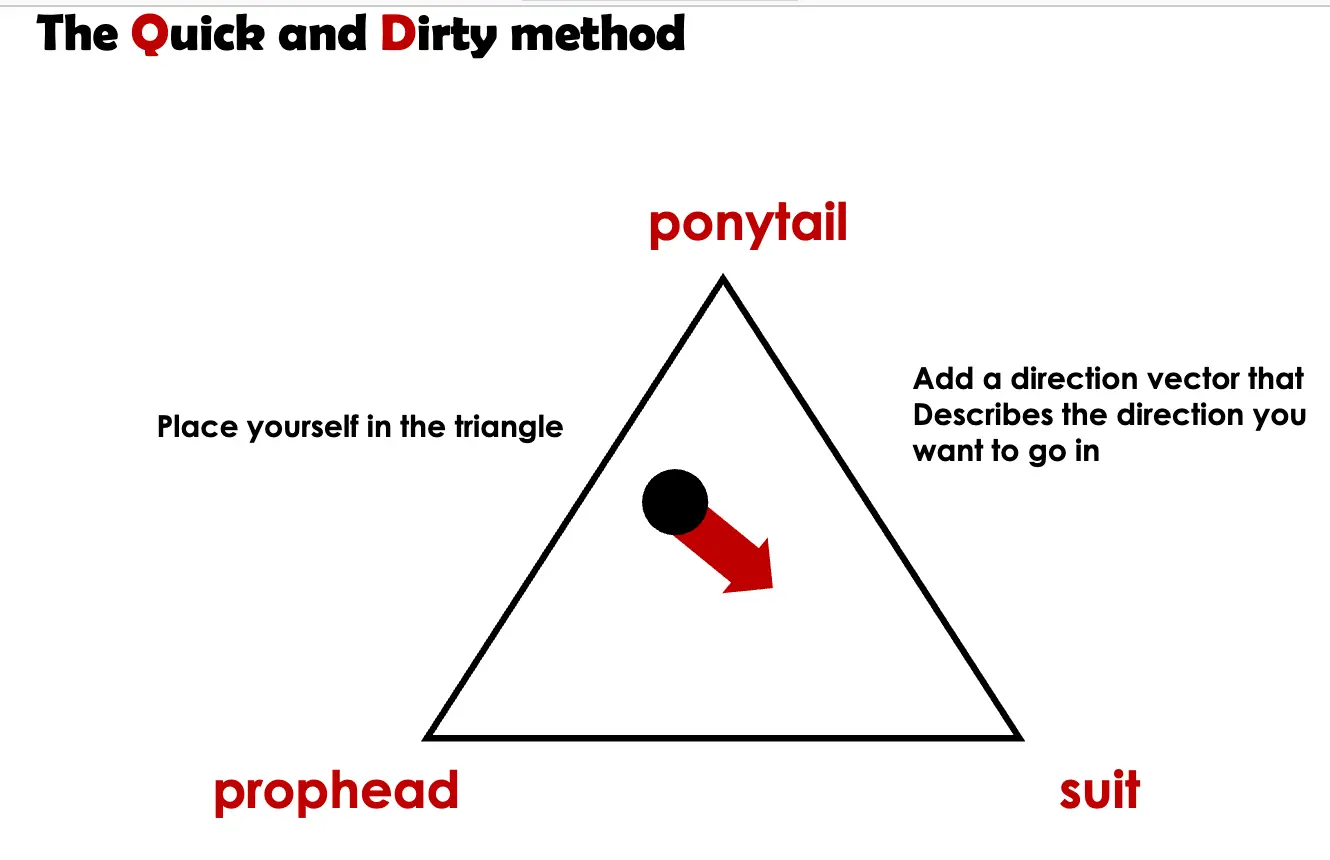 The Quick and Dirty method
ponytail
Place yourself in the triangle
Add a direction vector that
Describes the direction you
want to go in
prophead
suit